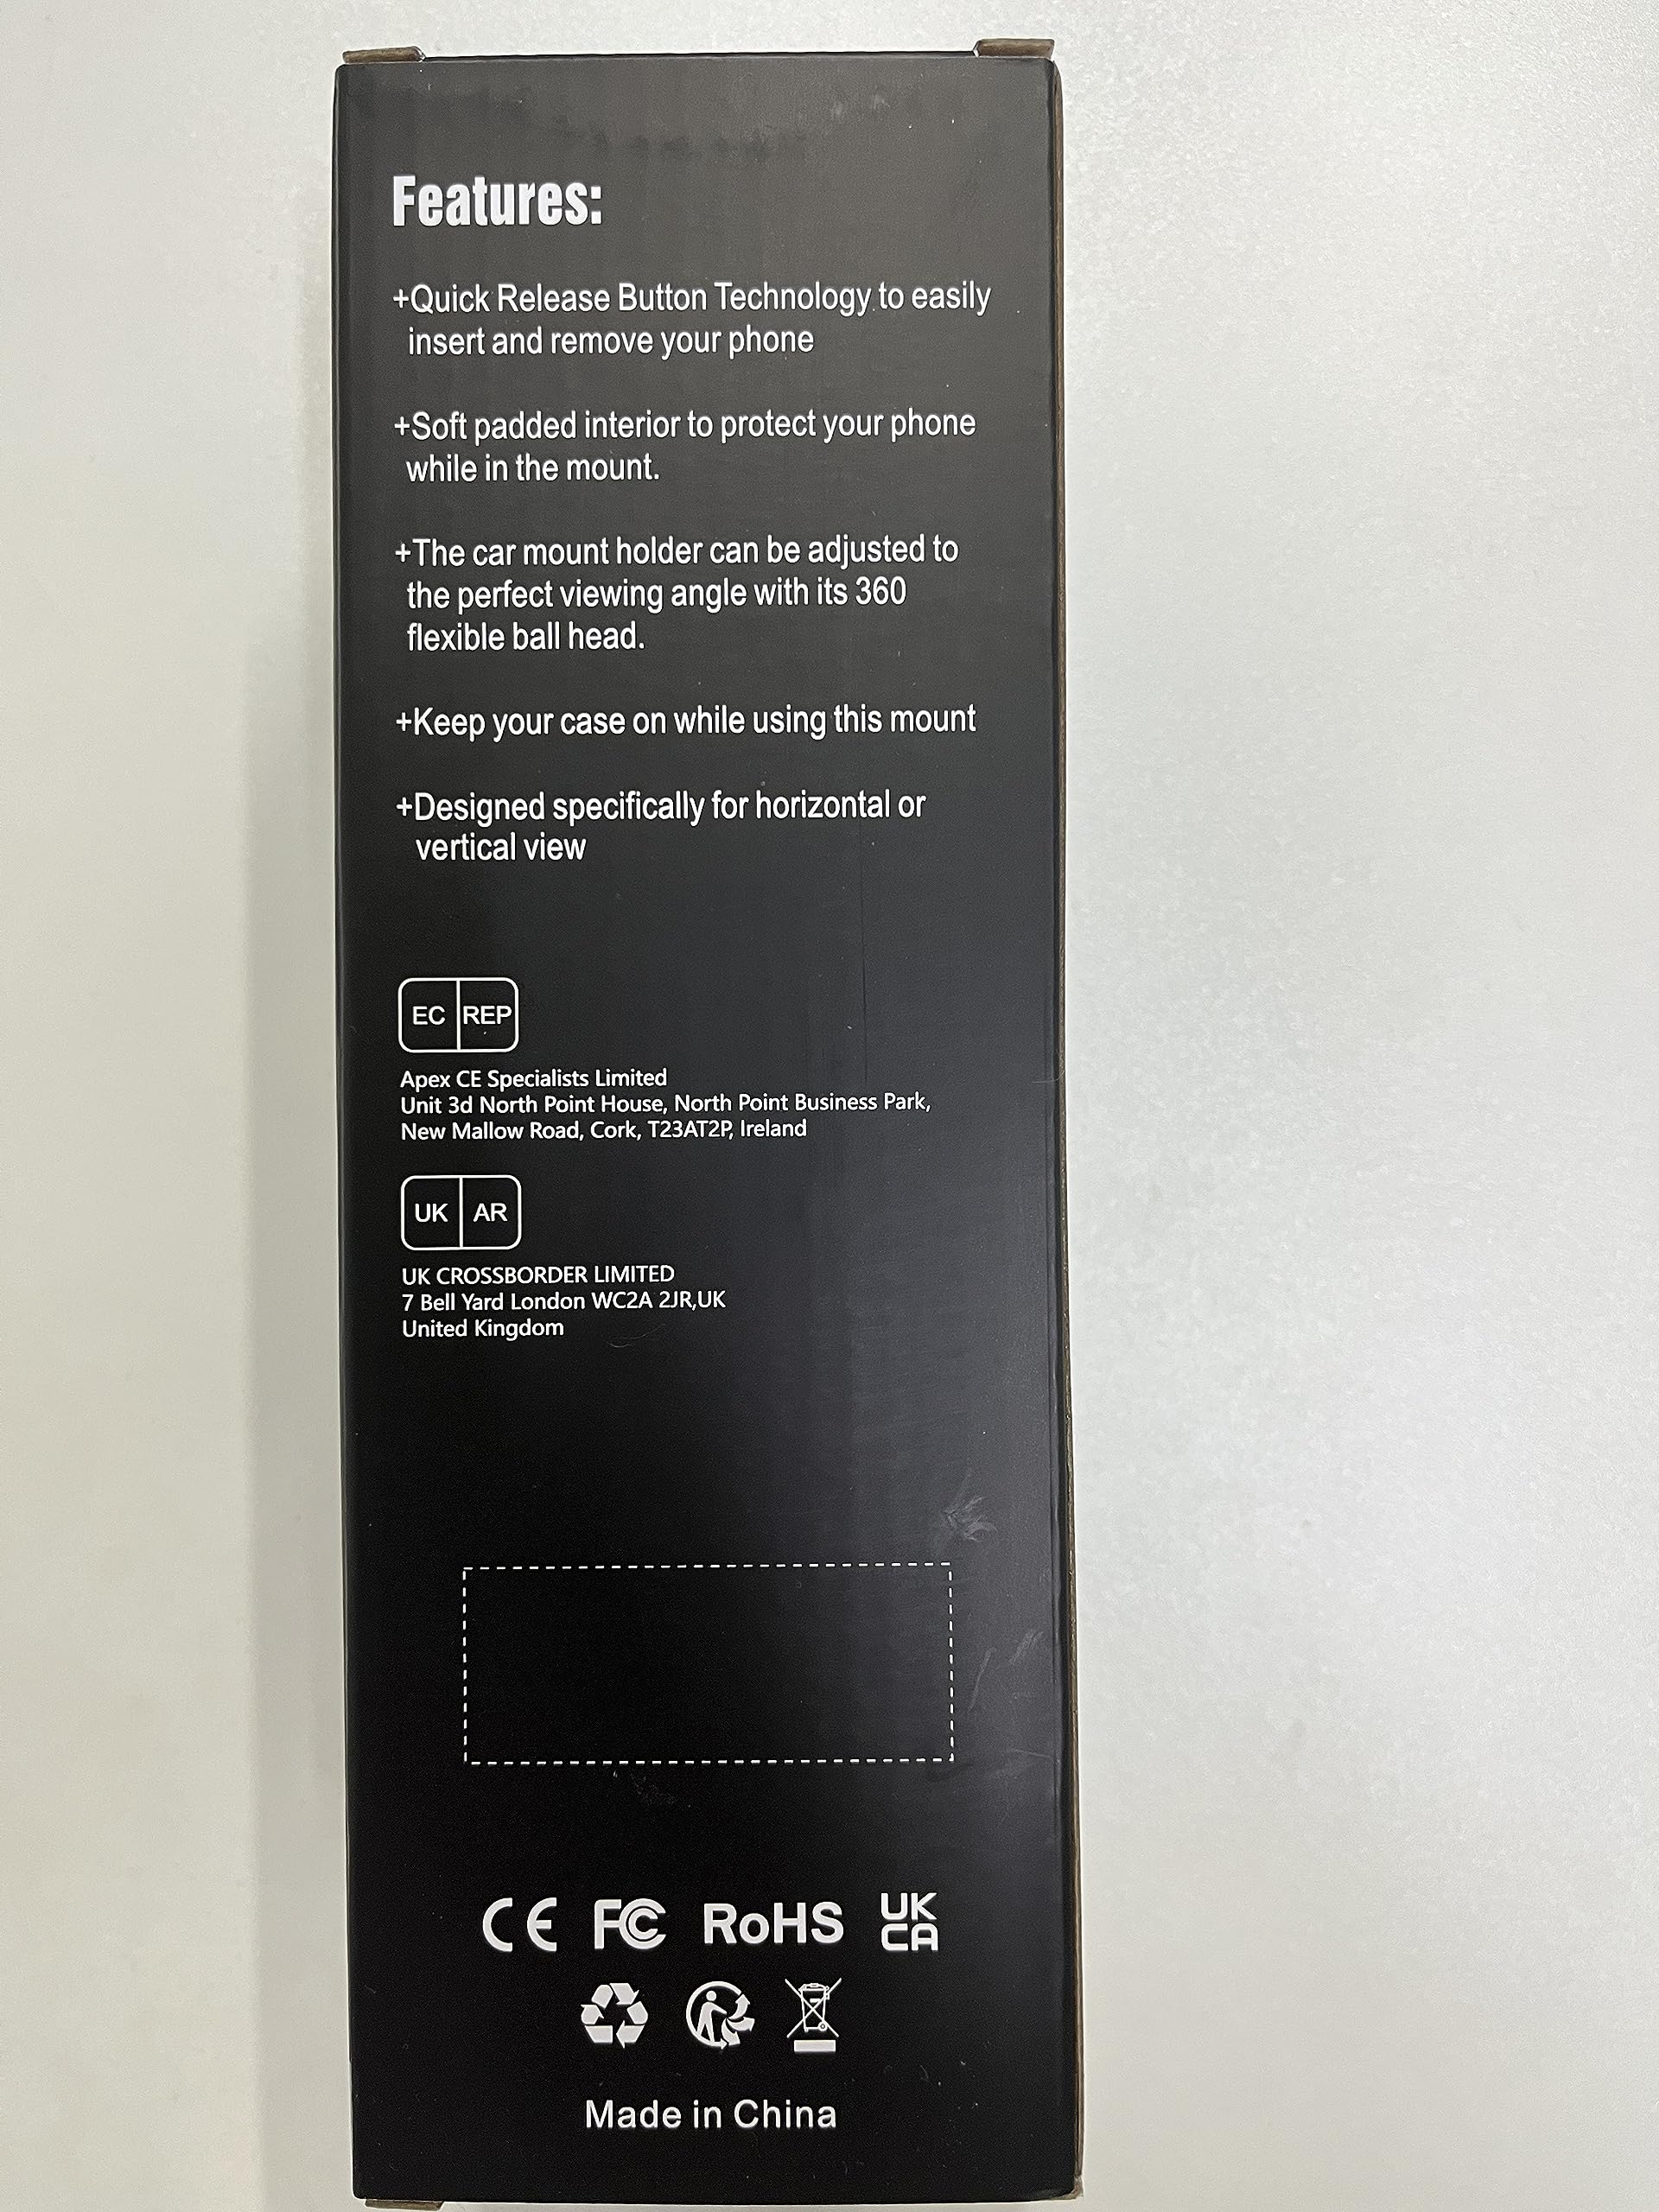 Features:
+Quick Release Button Technology to easily
insert and remove your phone
+Soft padded interior to protect your phone
while in the mount.
+The car mount holder can be adjusted to
the perfect viewing angle with its 360
flexible ball head.
+Keep your case on while using this mount
+Designed specifically for horizontal or
vertical view
EC REP
Apex CE Specialists Limited
Unit 3d North Point House, North Point Business Park,
New Mallow Road, Cork, T23AT2P, Ireland
UK AR
UK CROSSBORDER LIMITED
7 Bell Yard London WC2A 2JR,UK
United Kingdom
CE FC RoHS UK
CA
Made in China